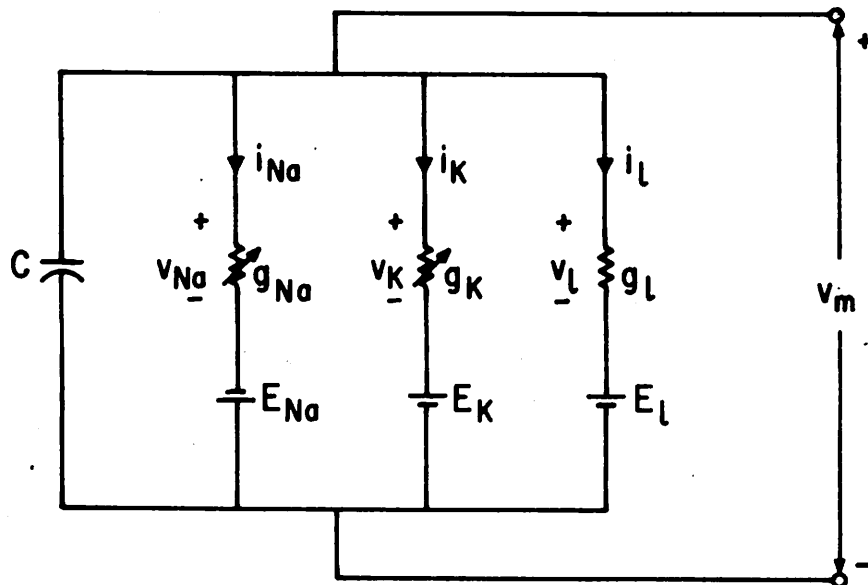 +
i_Na i_K i_l
+ + +
C v_Na g_Na v_K g_K v_l g_l v_m
- - -
E_Na E_K E_l
-